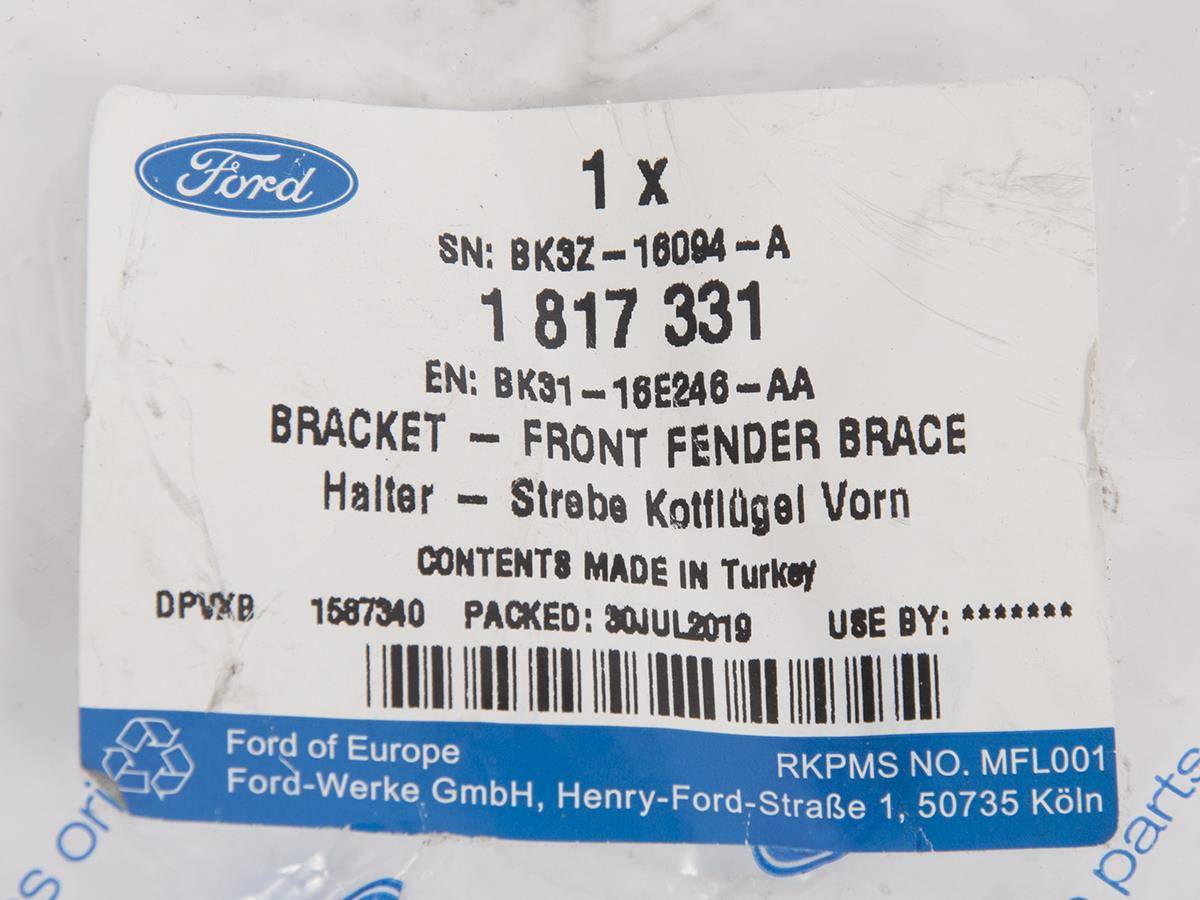 Ford
1 x
SN: BK3Z-16094-A
1 817 331
EN: BK31-16E246-AA
BRACKET - FRONT FENDER BRACE
Halter - Strebe Kotflügel Vorn
CONTENTS MADE IN Turkey
DPVXB 1587340 PACKED: 30JUL2019 USE BY: *******
Ford of Europe RKPMS NO. MFL001
Ford-Werke GmbH, Henry-Ford-Straße 1, 50735 Köln
parts